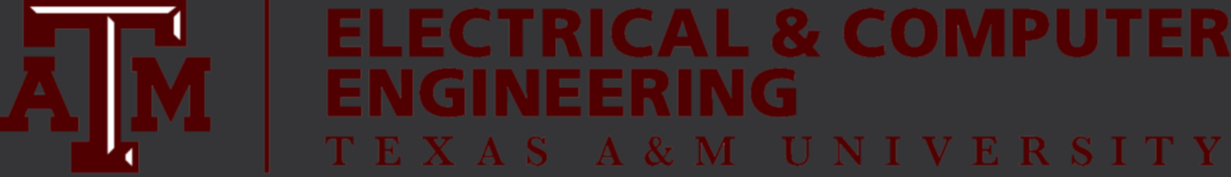 ATM
ELECTRICAL & COMPUTER
ENGINEERING
TEXAS A&M UNIVERSITY